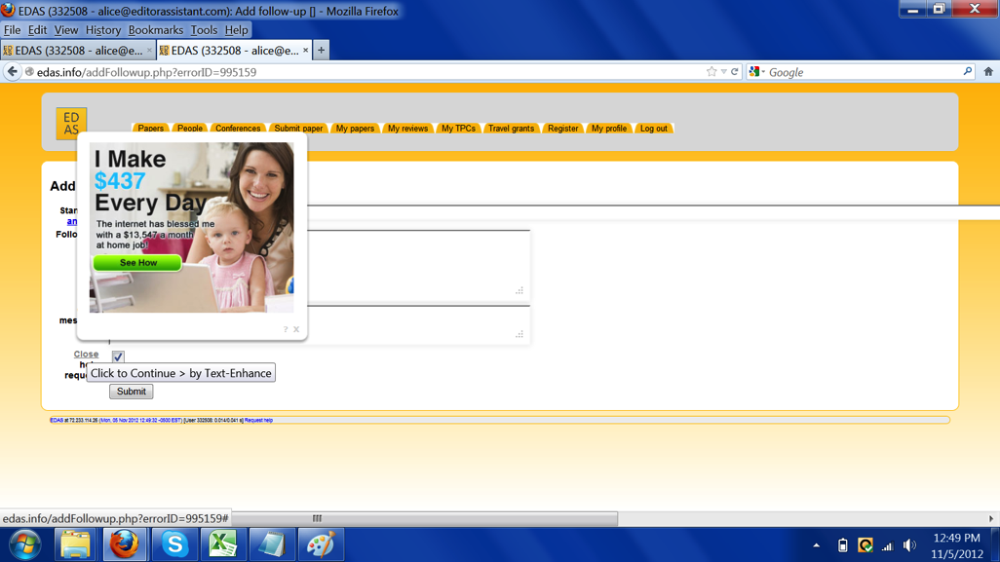 EDAS (332508 - alice@editorassistant.com): Add follow-up [] - Mozilla Firefox
File Edit View History Bookmarks Tools Help
EDAS (332508 - alice@e... × EDAS (332508 - alice@e... × +
edas.info/addFollowup.php?errorID=995159 Google
ED
AS
Papers People Conferences Submit paper My papers My reviews My TPCs Travel grants Register My profile Log out
I Make
$437
Every Day
The internet has blessed me
with a $13,547 a month
at home job!
See How
? X
Add
Stan
an
Follo
mes
Close
he
requ
Click to Continue > by Text-Enhance
Submit
EDAS at 72.233.114.26 (Mon, 05 Nov 2012 12:49:32 -0500 EST) [User 332508; 0.014/0.041 s] Request help
edas.info/addFollowup.php?errorID=995159#
12:49 PM
11/5/2012